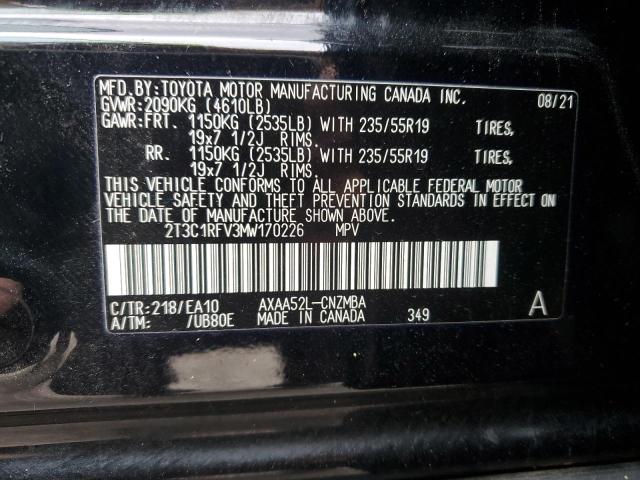 MFD.BY:TOYOTA MOTOR MANUFACTURING CANADA INC. 08/21
GVWR:2090KG (4610LB)
GAWR:FRT. 1150KG (2535LB) WITH 235/55R19 TIRES,
19x7 1/2J RIMS.
RR. 1150KG (2535LB) WITH 235/55R19 TIRES,
19x7 1/2J RIMS.
THIS VEHICLE CONFORMS TO ALL APPLICABLE FEDERAL MOTOR
VEHICLE SAFETY AND THEFT PREVENTION STANDARDS IN EFFECT ON
THE DATE OF MANUFACTURE SHOWN ABOVE.
2T3C1RFV3MW170226 MPV
C/TR:218/EA10 AXAA52L-CNZMBA A
A/TM: /UB80E MADE IN CANADA 349